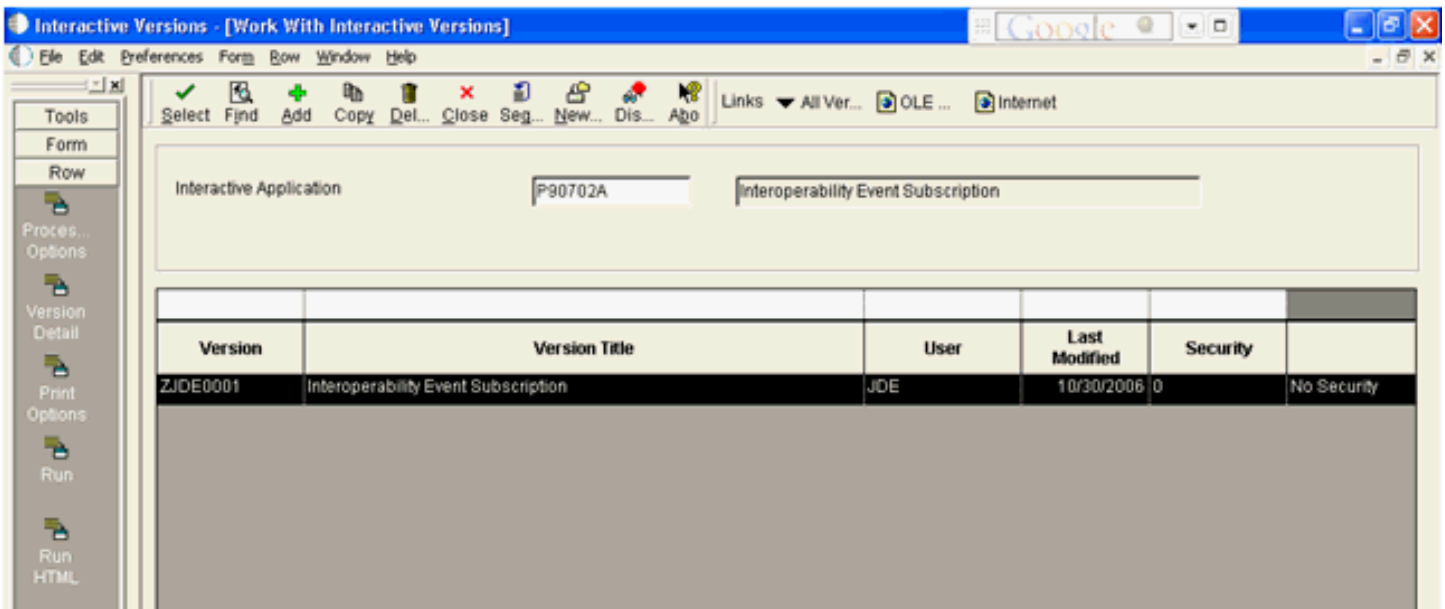 Interactive Versions - [Work With Interactive Versions]
Google
File Edit Preferences Form Row Window Help
Select Find Add Copy Del... Close Seq... New... Dis... Abo Links All Ver... OLE ... Internet
Tools
Form
Row
Proces...
Options
Version
Detail
Print
Options
Run
Run
HTML
Interactive Application P90702A Interoperability Event Subscription
Version Version Title User Last Modified Security
ZJDE0001 Interoperability Event Subscription JDE 10/30/2006 0 No Security